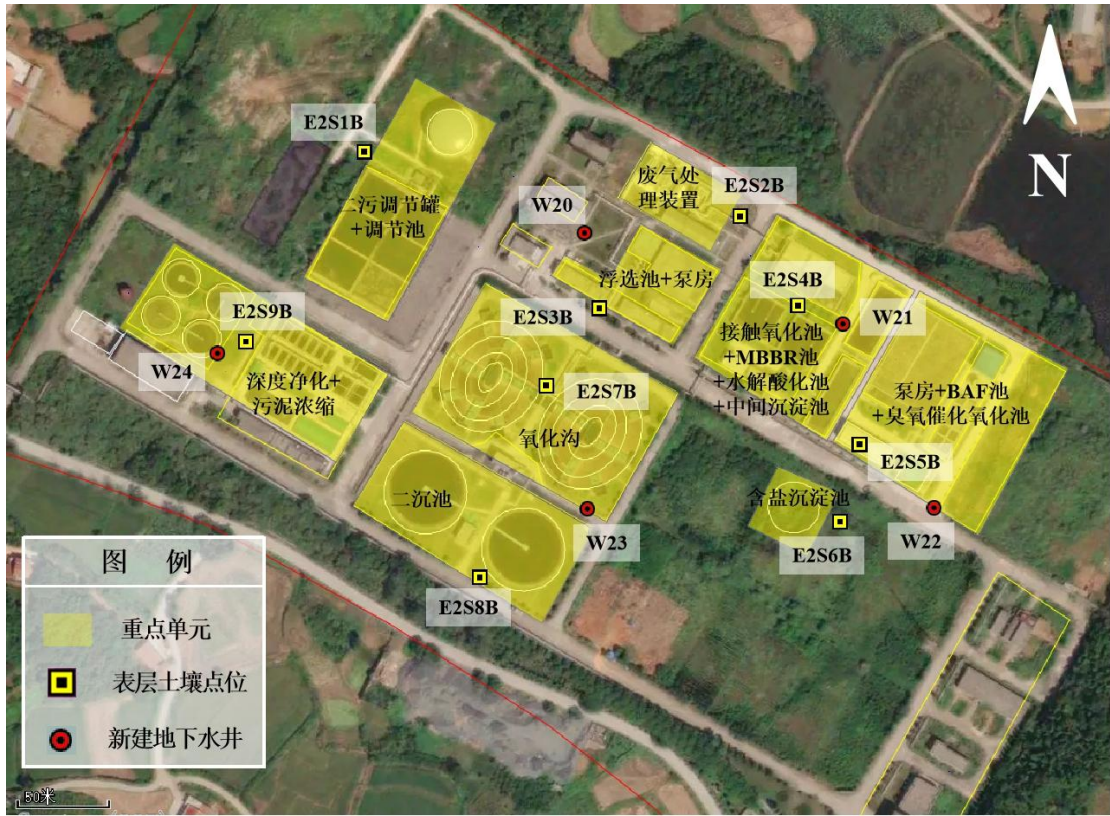 E2S1B
二污调节罐
+调节池
W20
废气处
理装置
E2S2B
N
浮选池+泵房
E2S3B
E2S4B
W21
接触氧化池
+MBBR池
+水解酸化池
+中间沉淀池
泵房+BAF池
+臭氧催化氧化池
E2S9B
W24
深度净化+
污泥浓缩
E2S7B
氧化沟
E2S5B
二沉池
含盐沉淀池
W23
E2S6B
W22
E2S8B
图 例
重点单元
表层土壤点位
新建地下水井
50米